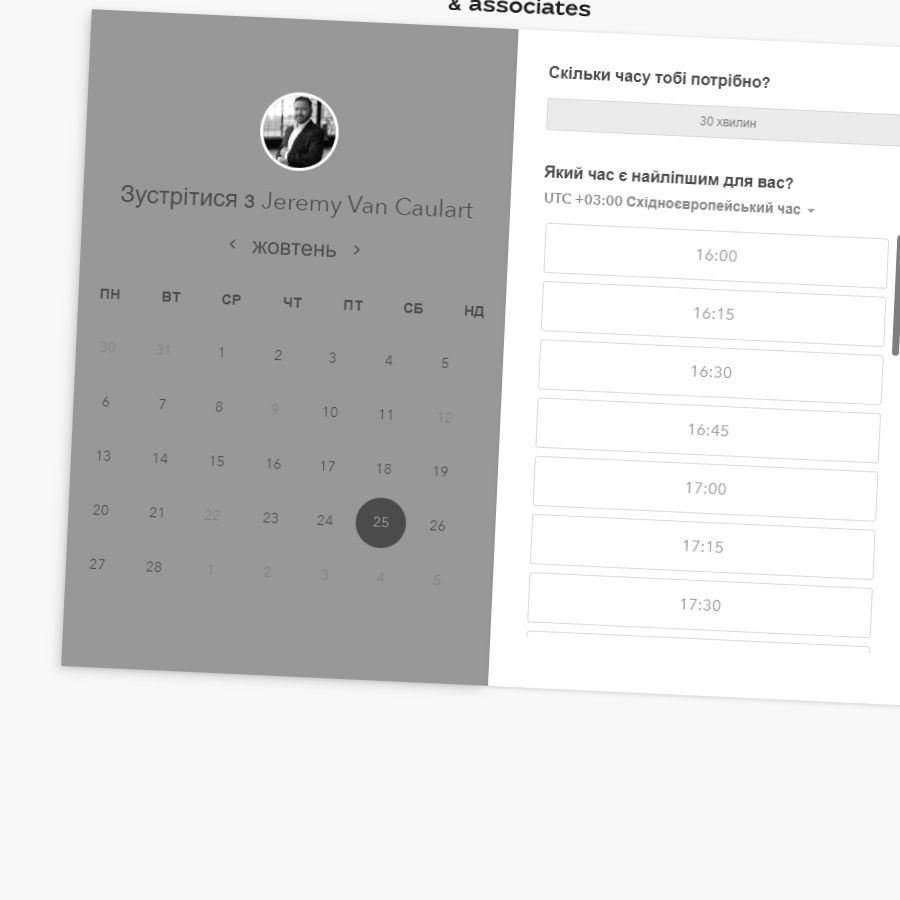 & associates
Зустрітися з Jeremy Van Caulart
жовтень
ПН ВТ СР ЧТ ПТ СБ НД
30 31 1 2 3 4 5
6 7 8 9 10 11 12
13 14 15 16 17 18 19
20 21 22 23 24 25 26
27 28 1 2 3 4 5
Скільки часу тобі потрібно?
30 хвилин
Який час є найліпшим для вас?
UTC +03:00 Східноєвропейський час
16:00
16:15
16:30
16:45
17:00
17:15
17:30